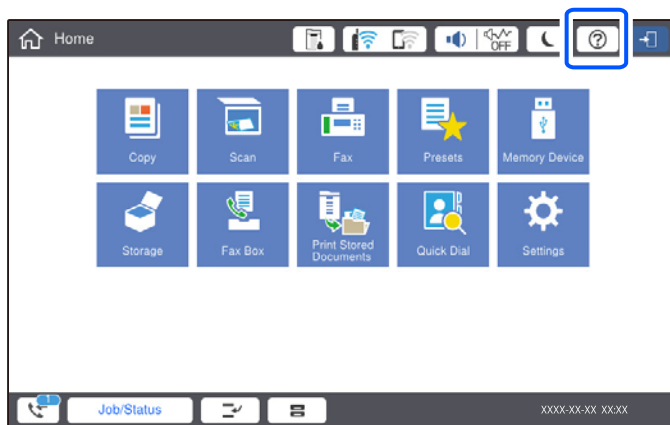 Home
OFF
?
Copy
Scan
Fax
Presets
Memory Device
Storage
Fax Box
Print Stored
Documents
Quick Dial
Settings
1
Job/Status
XXXX-XX-XX XX:XX